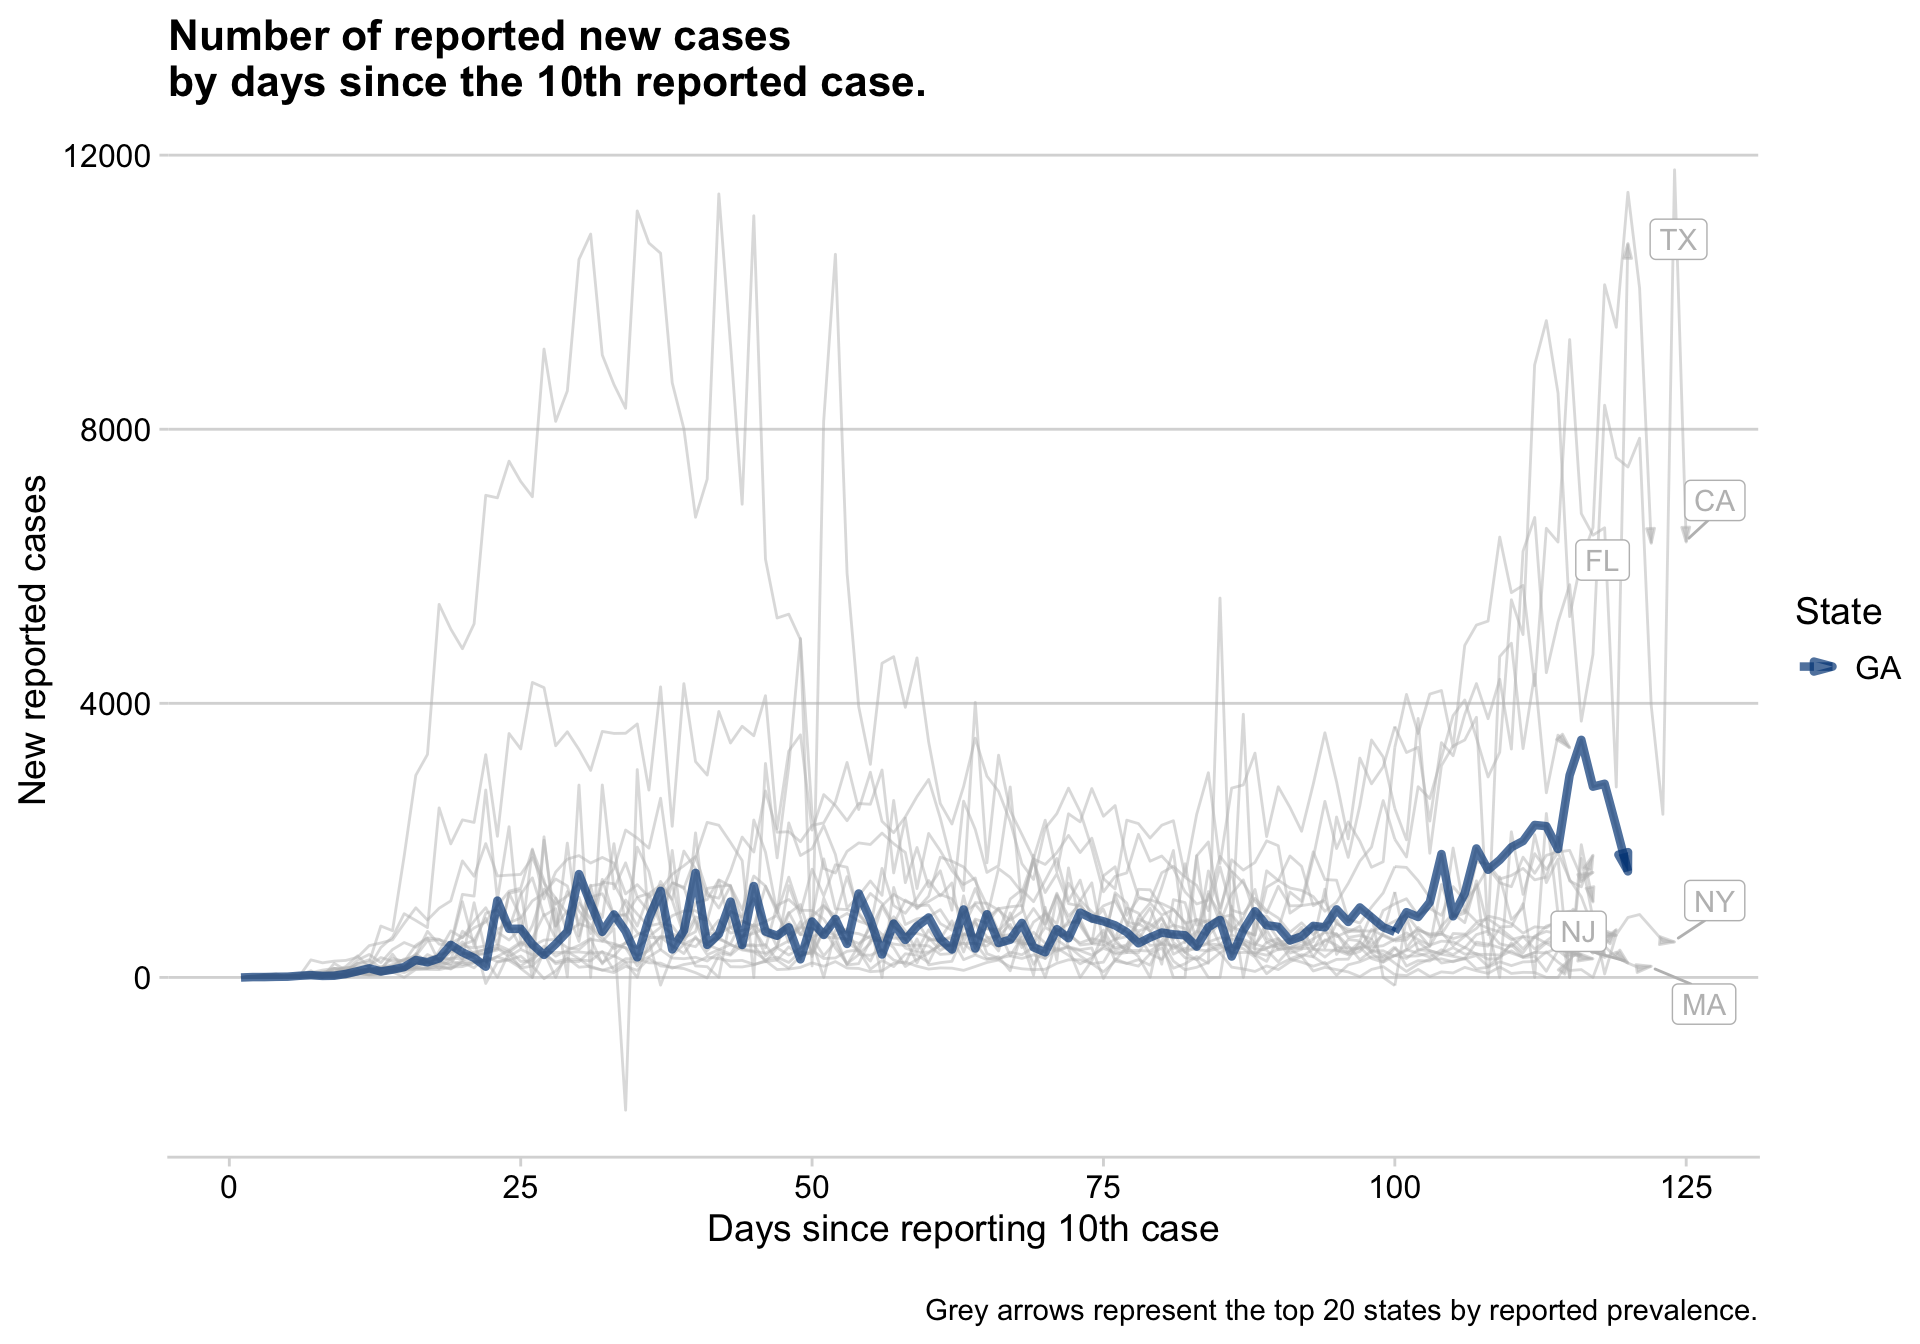 Number of reported new cases
by days since the 10th reported case.
12000
8000
4000
0
New reported cases
TX
CA
FL
NY
NJ
MA
State
GA
0
25
50
75
100
125
Days since reporting 10th case
Grey arrows represent the top 20 states by reported prevalence.